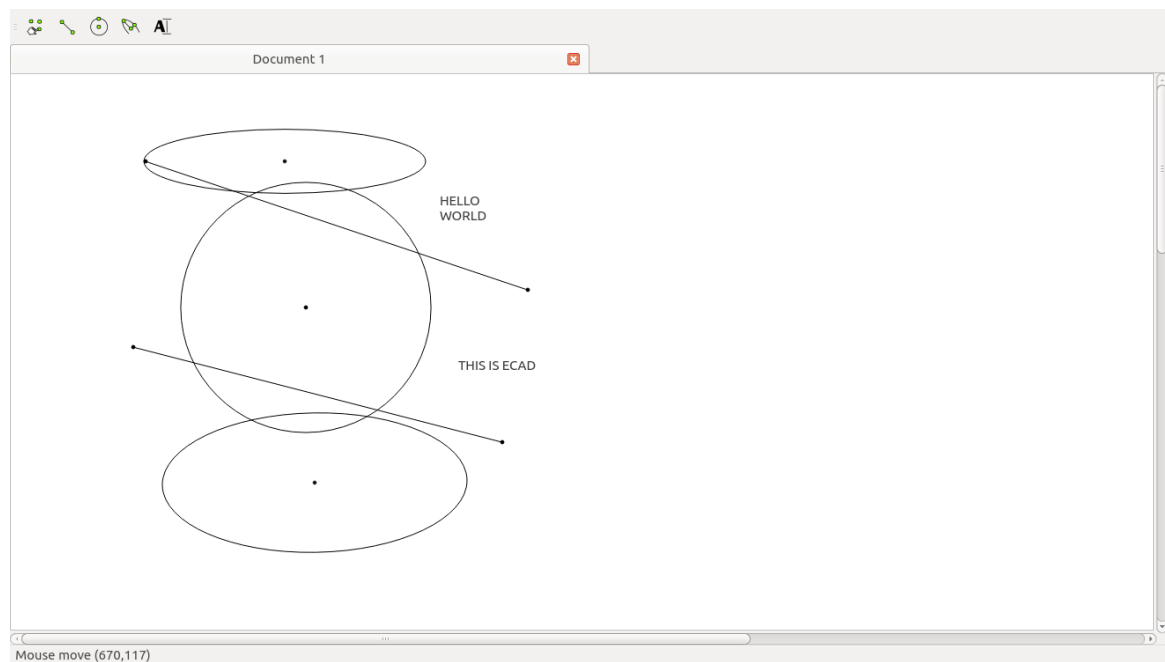 A
Document 1
HELLO
WORLD
THIS IS ECAD
Mouse move (670,117)